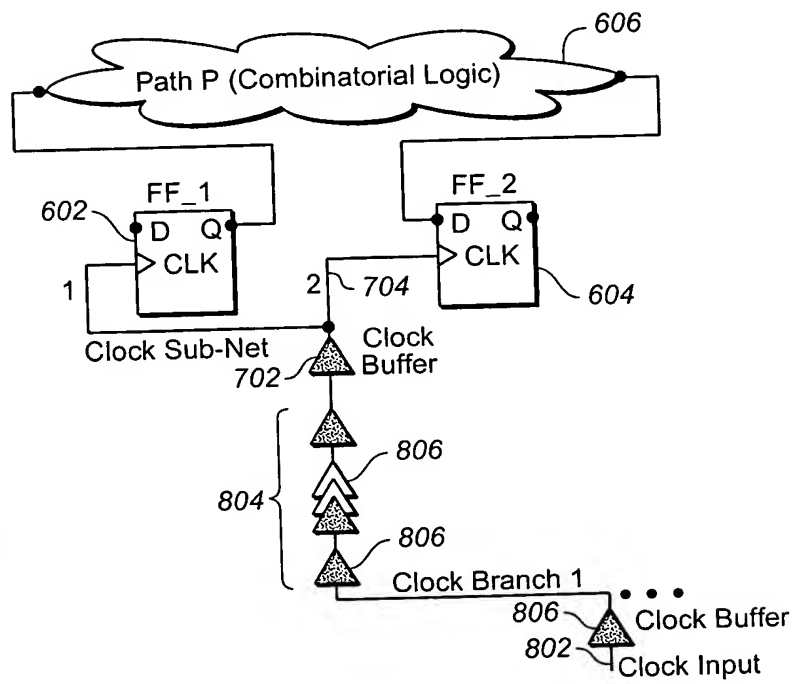 606
Path P (Combinatorial Logic)
FF_1
FF_2
602
D Q
CLK
D Q
CLK
1
2
704
604
Clock Sub-Net
Clock
Buffer
702
806
804
806
Clock Branch 1
806
Clock Buffer
802
Clock Input